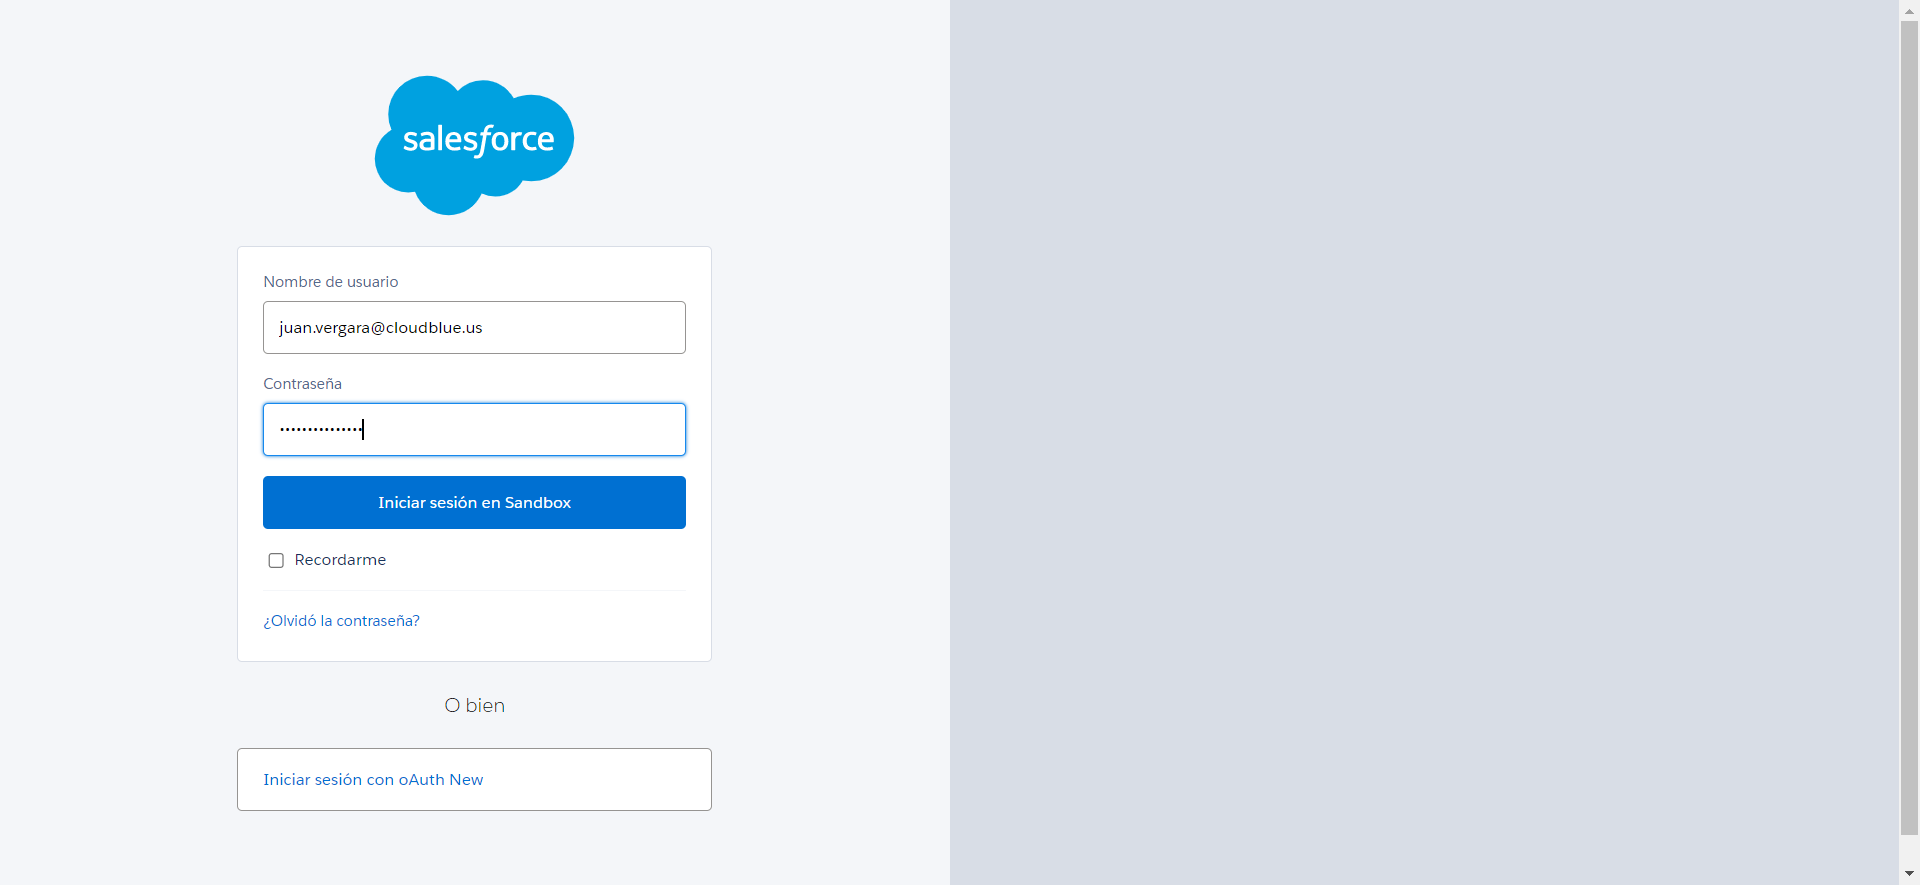 salesforce
Nombre de usuario
juan.vergara@cloudblue.us
Contraseña
•••••••••••••••
Iniciar sesión en Sandbox
Recordarme
¿Olvidó la contraseña?
O bien
Iniciar sesión con oAuth New